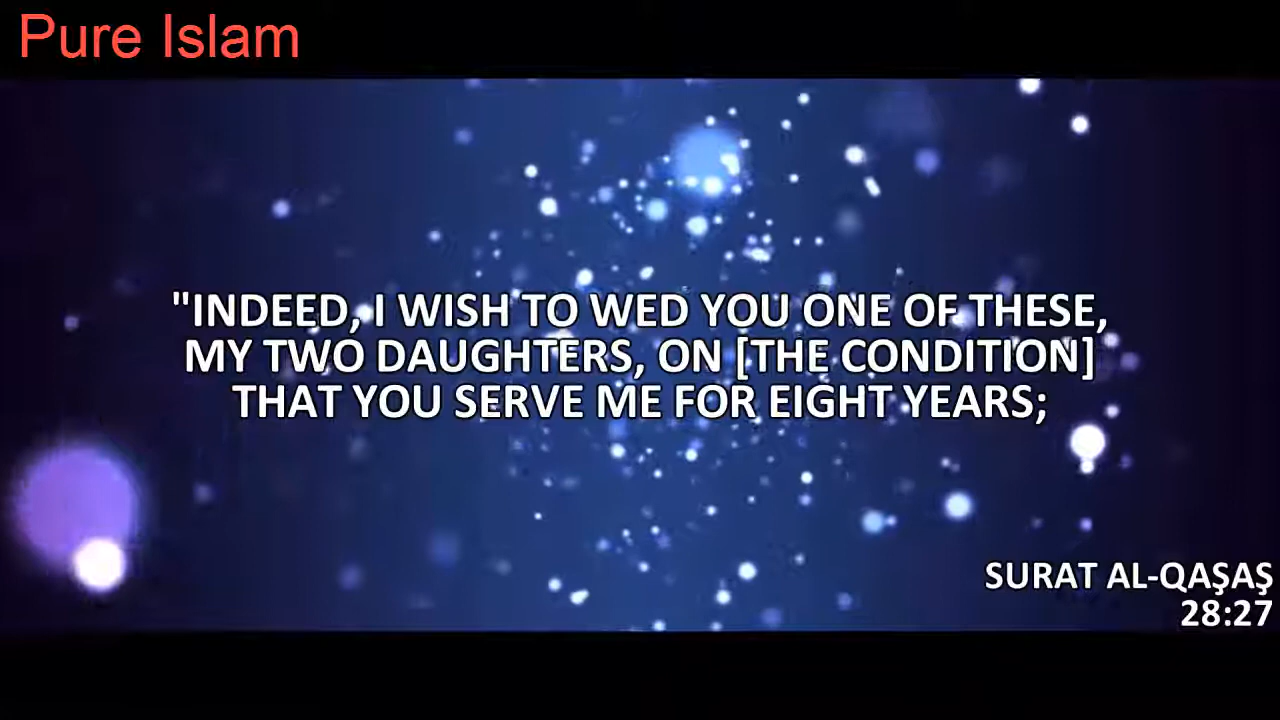 Pure Islam
"INDEED, I WISH TO WED YOU ONE OF THESE,
MY TWO DAUGHTERS, ON [THE CONDITION]
THAT YOU SERVE ME FOR EIGHT YEARS;
SURAT AL-QAŞAŞ
28:27